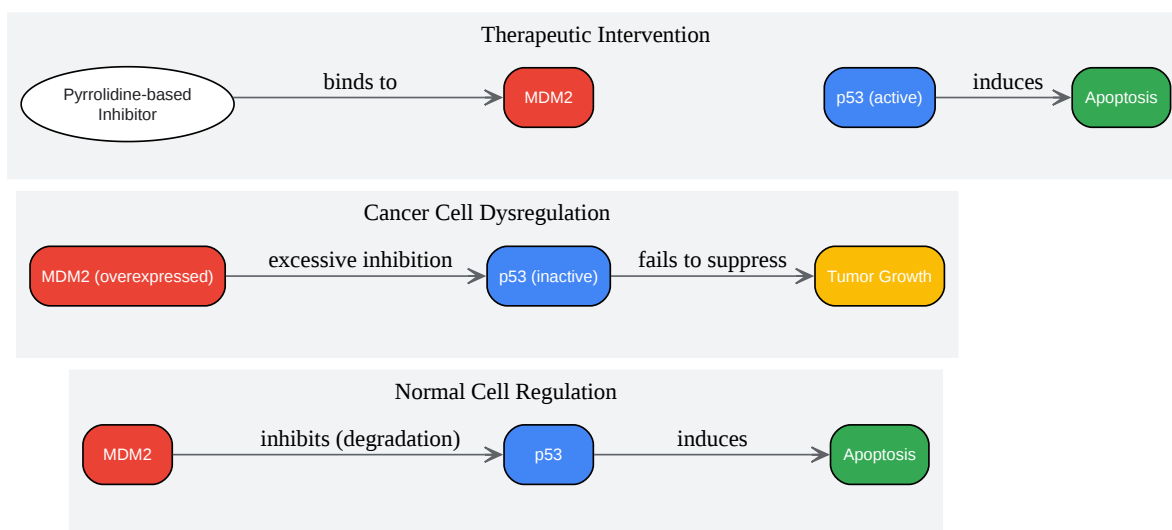 Therapeutic Intervention
Pyrrolidine-based
Inhibitor
binds to
MDM2
p53 (active)
induces
Apoptosis
Cancer Cell Dysregulation
MDM2 (overexpressed)
excessive inhibition
p53 (inactive)
fails to suppress
Tumor Growth
Normal Cell Regulation
MDM2
inhibits (degradation)
p53
induces
Apoptosis